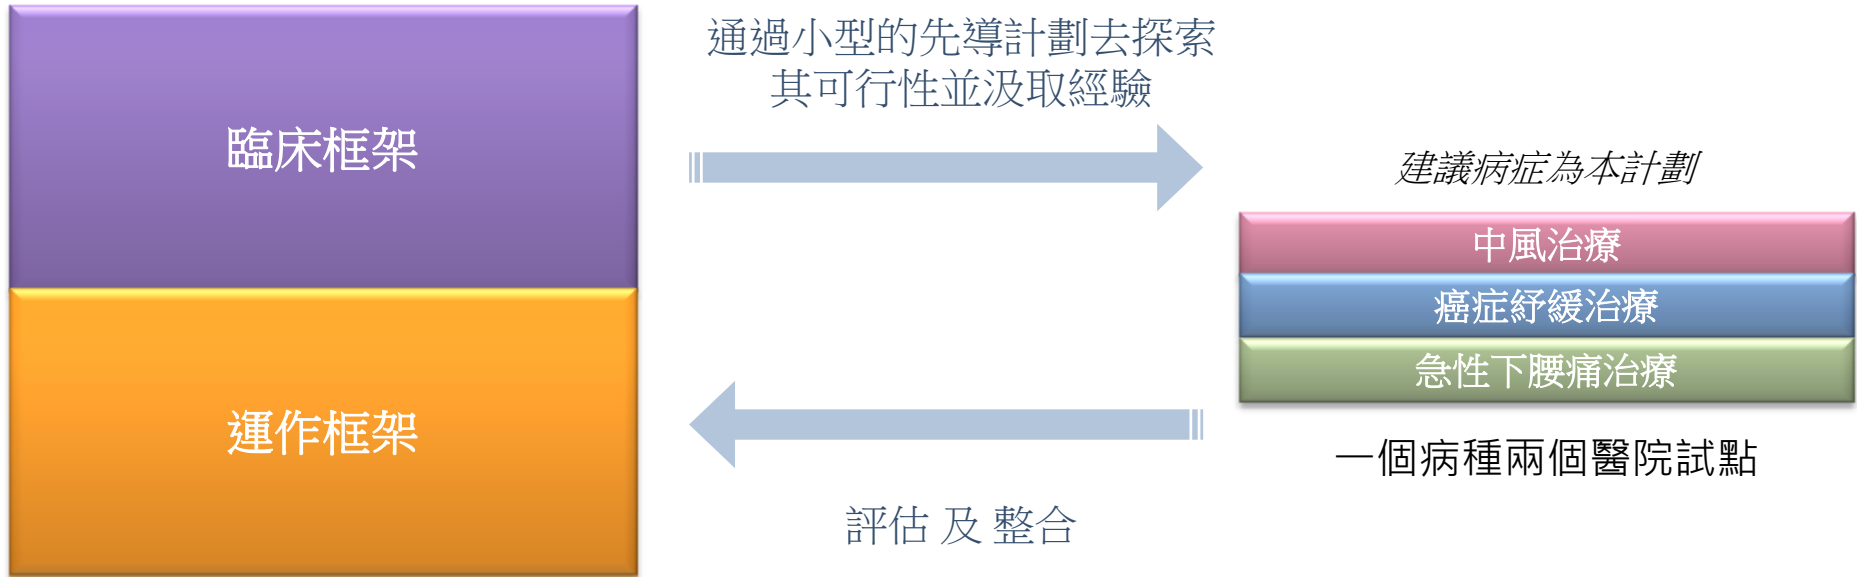 臨床框架
運作框架
通過小型的先導計劃去探索
其可行性並汲取經驗
建議病症為本計劃
中風治療
癌症紓緩治療
急性下腰痛治療
一個病種兩個醫院試點
評估 及 整合